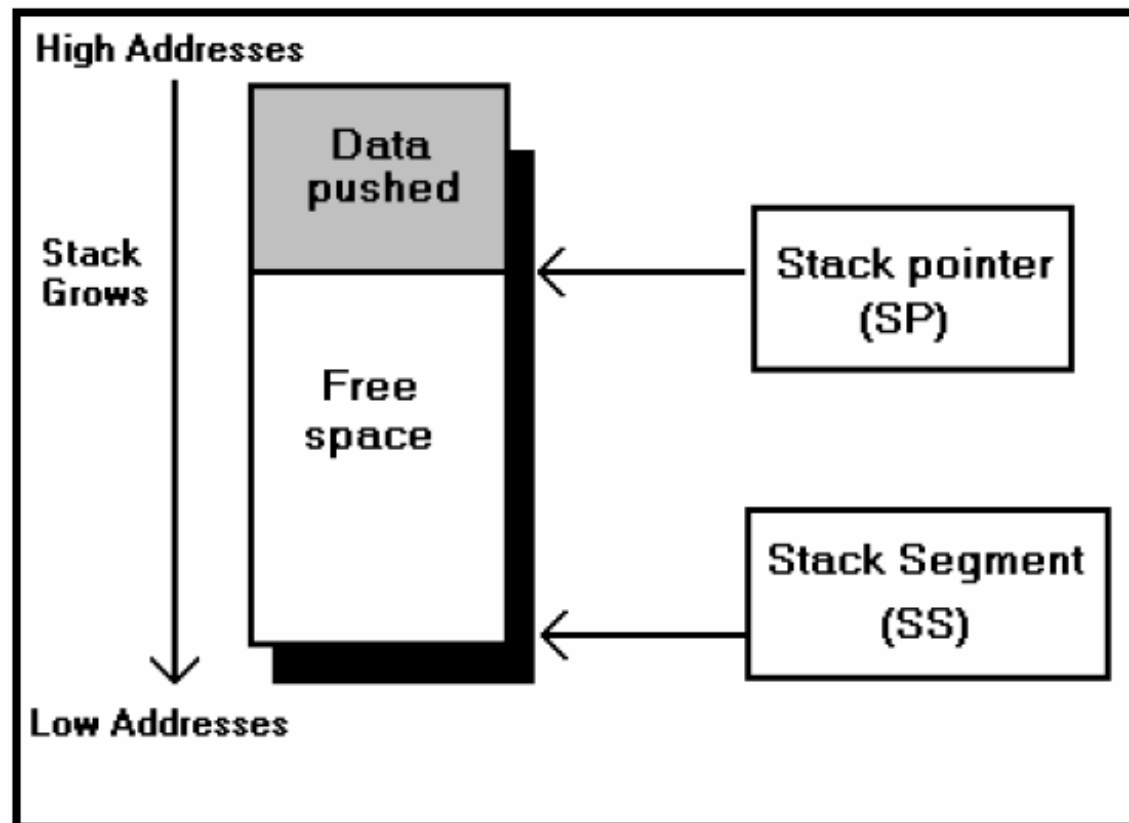 High Addresses
Data
pushed
Stack
Grows
Stack pointer
(SP)
Free
space
Stack Segment
(SS)
Low Addresses